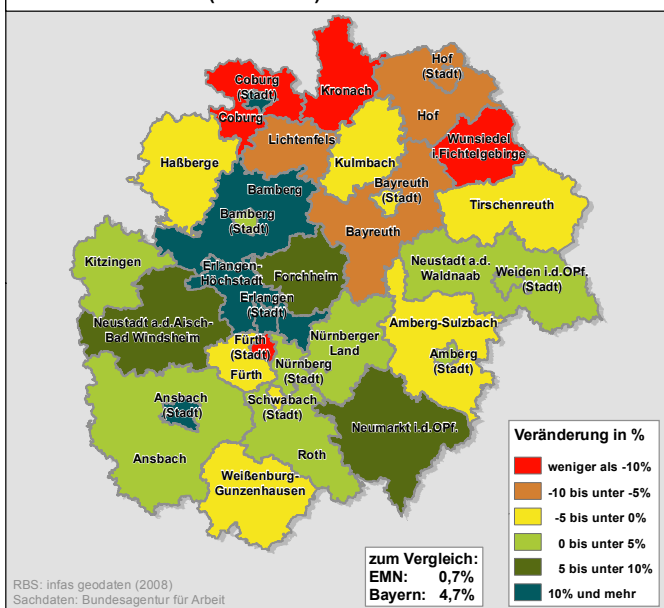 Hof
(Stadt)
Coburg
(Stadt)
Kronach
Coburg
Hof
Lichtenfels
Wunsiedel
i.Fichtelgebirge
Haßberge
Kulmbach
Bamberg
Bayreuth
(Stadt)
Tirschenreuth
Bamberg
(Stadt)
Bayreuth
Kitzingen
Erlangen-
Höchstadt
Forchheim
Neustadt a.d.
Waldnaab
Weiden i.d.OPf.
(Stadt)
Erlangen
(Stadt)
Neustadt a.d.Aisch-
Bad Windsheim
Fürth
(Stadt)
Nürnberger
Land
Amberg-Sulzbach
Fürth
Nürnberg
(Stadt)
Amberg
(Stadt)
Ansbach
(Stadt)
Schwabach
(Stadt)
Neumarkt i.d.OPf.
Ansbach
Roth
Weißenburg-
Gunzenhausen
Veränderung in %
weniger als -10%
-10 bis unter -5%
-5 bis unter 0%
0 bis unter 5%
5 bis unter 10%
10% und mehr
zum Vergleich:
EMN: 0,7%
Bayern: 4,7%
RBS: infas geodaten (2008)
Sachdaten: Bundesagentur für Arbeit